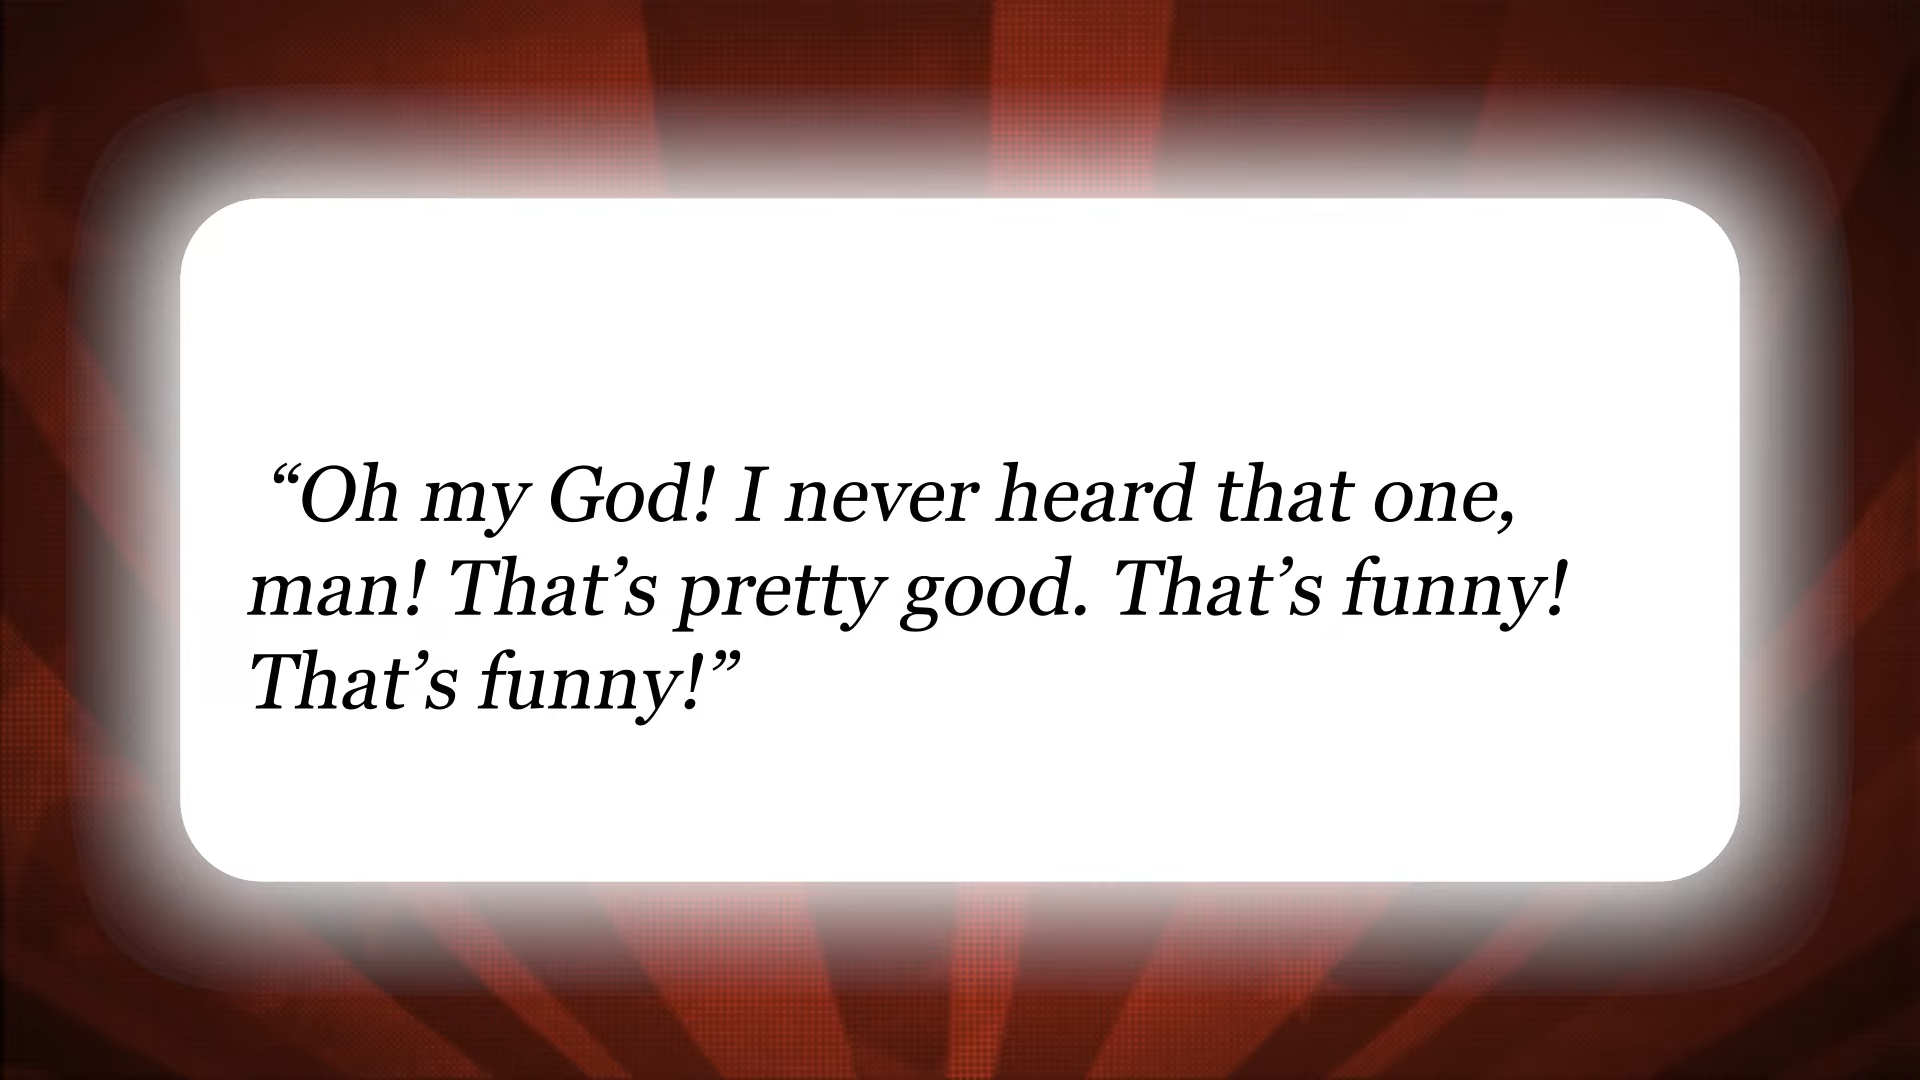 “Oh my God! I never heard that one,
man! That’s pretty good. That’s funny!
That’s funny!”